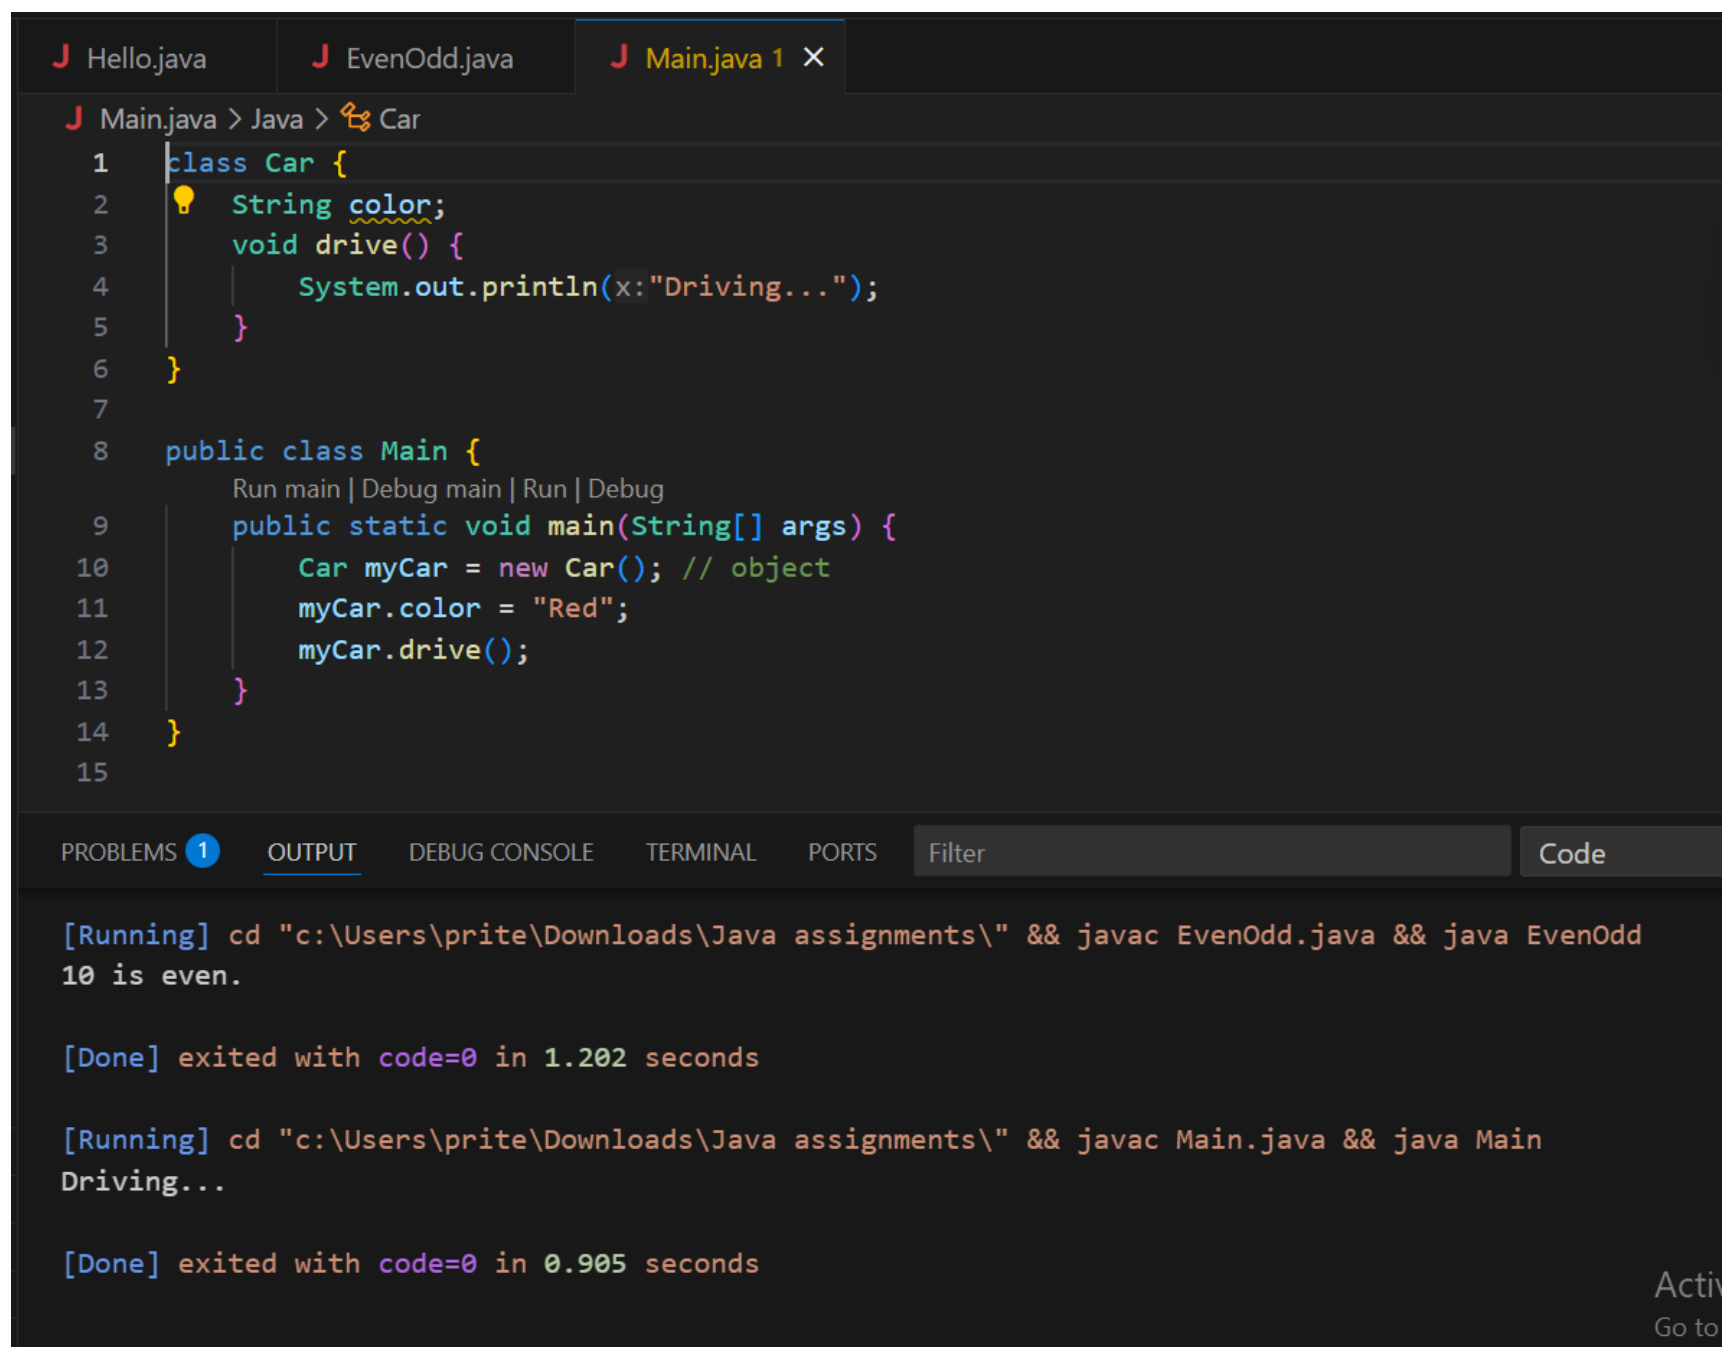 J Hello.java J EvenOdd.java J Main.java 1 ×
J Main.java > Java > Car
1 class Car {
2 String color;
3 void drive() {
4 System.out.println(x:"Driving...");
5 }
6 }
7
8 public class Main {
Run main | Debug main | Run | Debug
9 public static void main(String[] args) {
10 Car myCar = new Car(); // object
11 myCar.color = "Red";
12 myCar.drive();
13 }
14 }
15
PROBLEMS 1 OUTPUT DEBUG CONSOLE TERMINAL PORTS Filter Code
[Running] cd "c:\Users\prite\Downloads\Java assignments\" && javac EvenOdd.java && java EvenOdd
10 is even.
[Done] exited with code=0 in 1.202 seconds
[Running] cd "c:\Users\prite\Downloads\Java assignments\" && javac Main.java && java Main
Driving...
[Done] exited with code=0 in 0.905 seconds
Go to